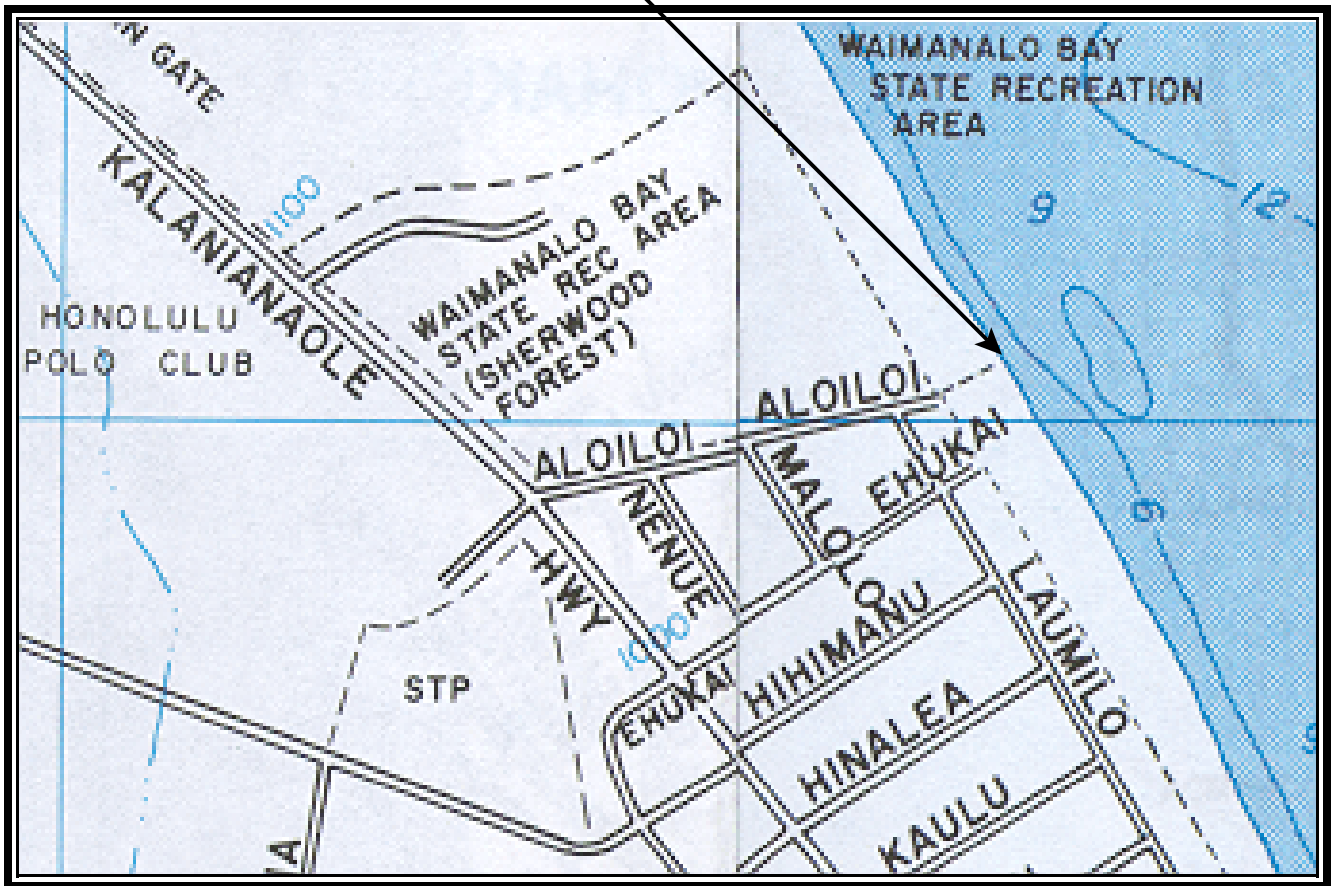 N GATE
WAIMANALO BAY
STATE RECREATION
AREA
KALANIANAOLE
1100
WAIMANALO BAY
STATE REC AREA
(SHERWOOD
FOREST)
9
12
HONOLULU
POLO CLUB
ALOILOI
ALOILOI
EHUKAI
MALOLO
NENUE
6
HWY
1000
HIHIMANU
LAUMILO
STP
EHUKAI
HINALEA
KAULU